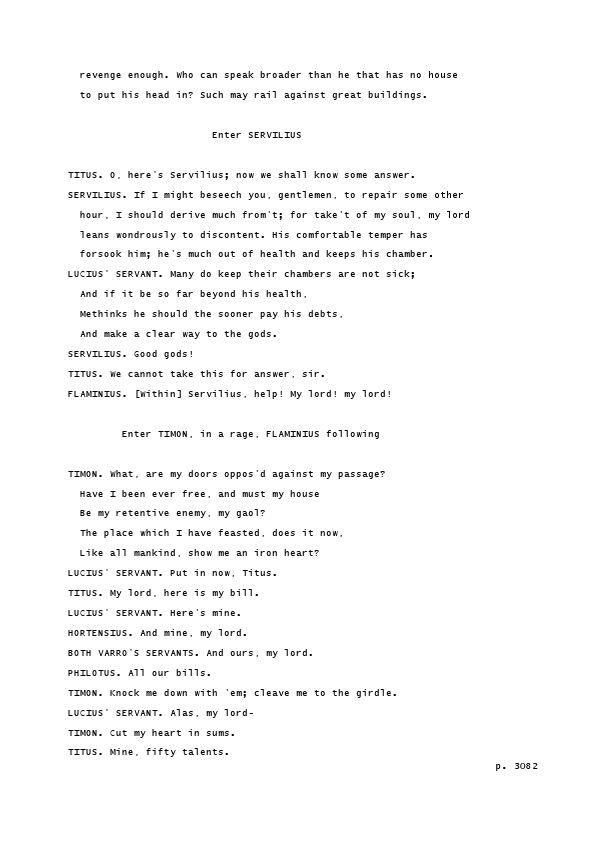 revenge enough. Who can speak broader than he that has no house
to put his head in? Such may rail against great buildings.
Enter SERVILIUS
TITUS. O, here's Servilius; now we shall know some answer.
SERVILIUS. If I might beseech you, gentlemen, to repair some other
hour, I should derive much from't; for take't of my soul, my lord
leans wondrously to discontent. His comfortable temper has
forsook him; he's much out of health and keeps his chamber.
LUCIUS' SERVANT. Many do keep their chambers are not sick;
And if it be so far beyond his health,
Methinks he should the sooner pay his debts,
And make a clear way to the gods.
SERVILIUS. Good gods!
TITUS. We cannot take this for answer, sir.
FLAMINIUS. [Within] Servilius, help! My lord! my lord!
Enter TIMON, in a rage, FLAMINIUS following
TIMON. What, are my doors oppos'd against my passage?
Have I been ever free, and must my house
Be my retentive enemy, my gaol?
The place which I have feasted, does it now,
Like all mankind, show me an iron heart?
LUCIUS' SERVANT. Put in now, Titus.
TITUS. My lord, here is my bill.
LUCIUS' SERVANT. Here's mine.
HORTENSIUS. And mine, my lord.
BOTH VARRO'S SERVANTS. And ours, my lord.
PHILOTUS. All our bills.
TIMON. Knock me down with 'em; cleave me to the girdle.
LUCIUS' SERVANT. Alas, my lord-
TIMON. Cut my heart in sums.
TITUS. Mine, fifty talents.
p. 3082